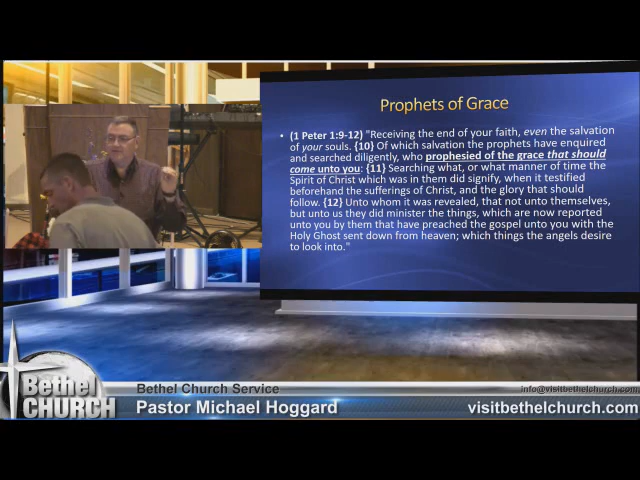 Prophets of Grace
• (1 Peter 1:9-12) "Receiving the end of your faith, even the salvation
of your souls. {10} Of which salvation the prophets have enquired
and searched diligently, who prophesied of the grace that should
come unto you: {11} Searching what, or what manner of time the
Spirit of Christ which was in them did signify, when it testified
beforehand the sufferings of Christ, and the glory that should
follow. {12} Unto whom it was revealed, that not unto themselves,
but unto us they did minister the things, which are now reported
unto you by them that have preached the gospel unto you with the
Holy Ghost sent down from heaven; which things the angels desire
to look into."
Bethel
CHURCH
Bethel Church Service
info@visitbethelchurch.com
Pastor Michael Hoggard
visitbethelchurch.com